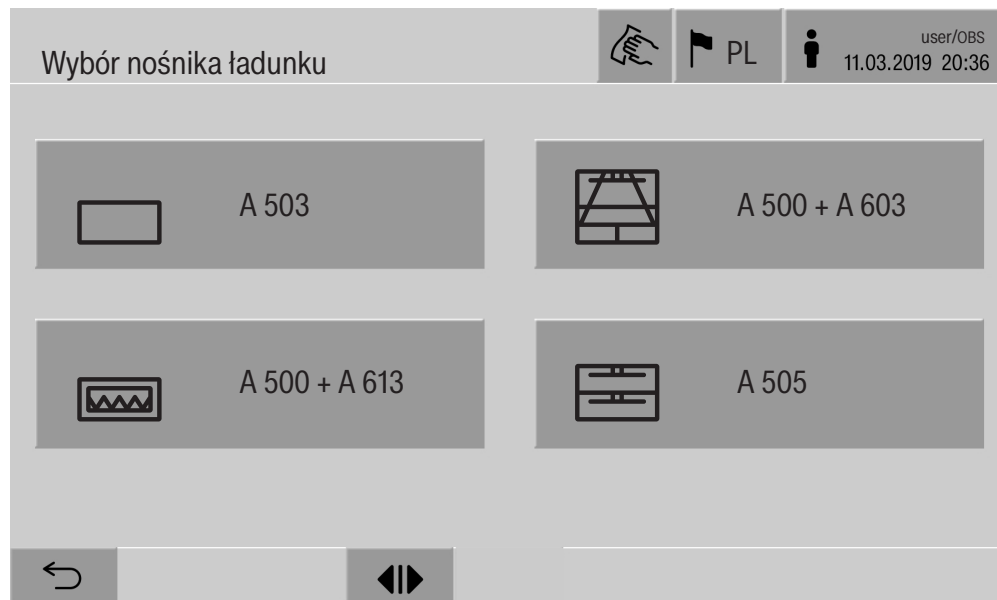 Wybór nośnika ładunku
PL
user/OBS
11.03.2019 20:36
A 503
A 500 + A 603
A 500 + A 613
A 505